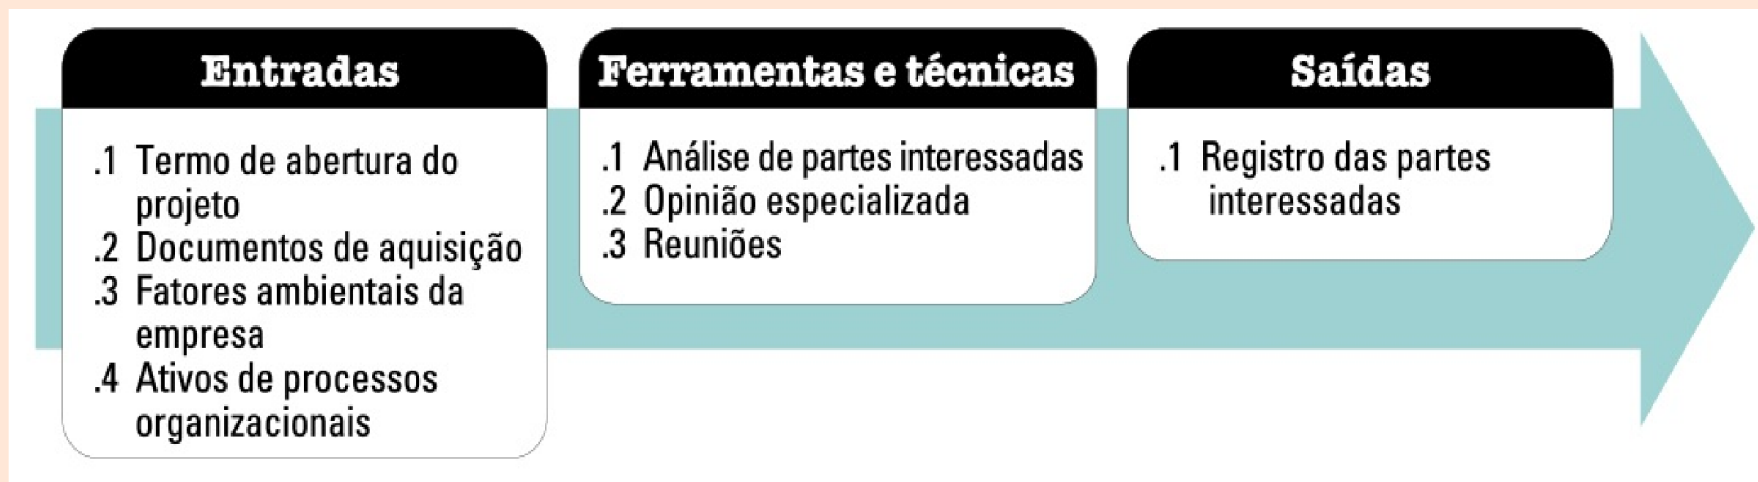 Entradas
.1 Termo de abertura do
projeto
.2 Documentos de aquisição
.3 Fatores ambientais da
empresa
.4 Ativos de processos
organizacionais
Ferramentas e técnicas
.1 Análise de partes interessadas
.2 Opinião especializada
.3 Reuniões
Saídas
.1 Registro das partes
interessadas